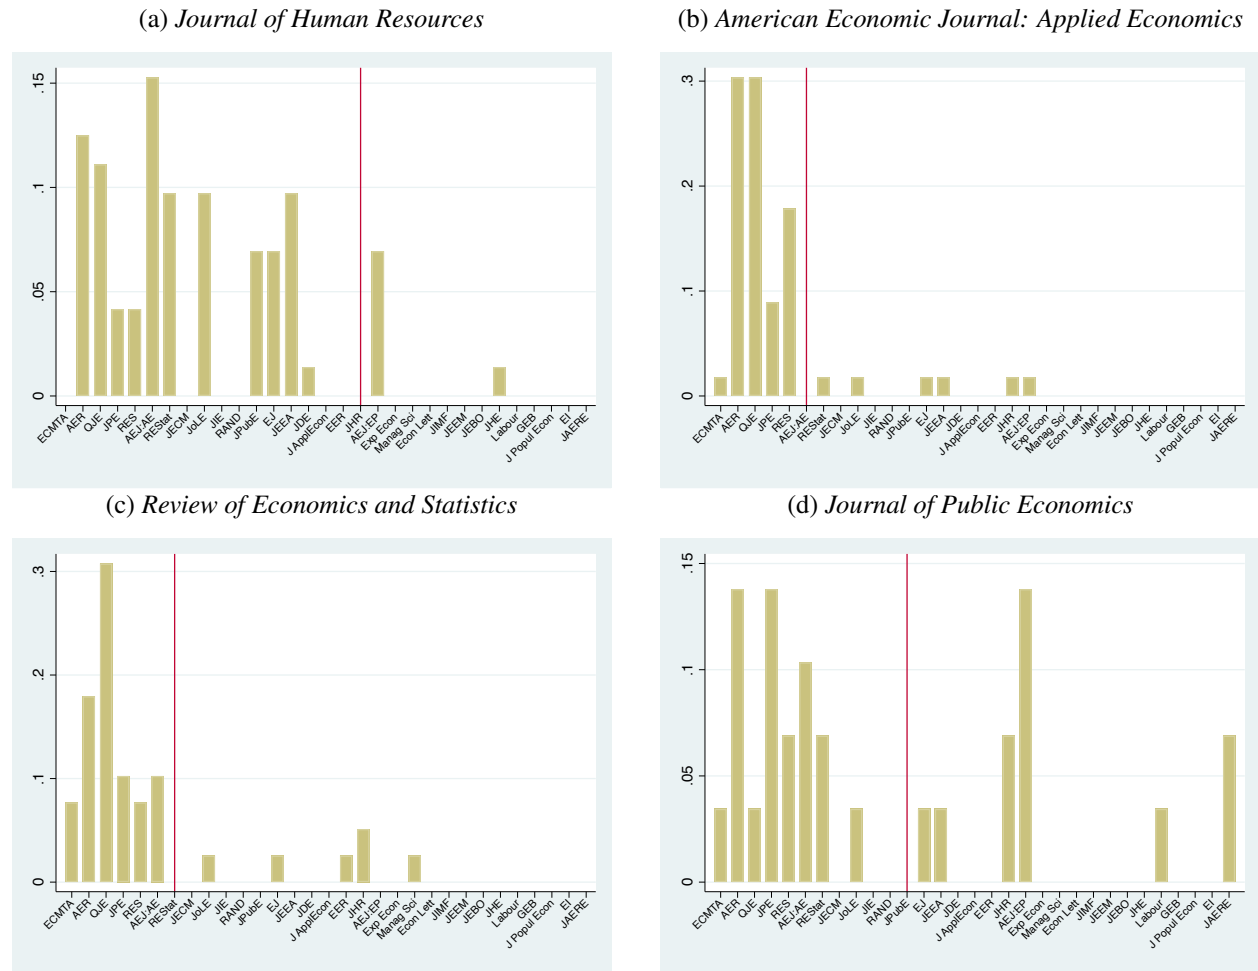 (a) Journal of Human Resources
.15
.1
.05
0
ECMTA
AER
QJE
JPE
RES
AEJ:AE
REStat
JECM
JoLE
JIE
RAND
JPubE
EJ
JEEA
JDE
J ApplEcon
EER
JHR
AEJ:EP
Exp Econ
Manag Sci
Econ Lett
JIMF
JEEM
JEBO
JHE
Labour
GEB
J Popul Econ
EI
JAERE
(b) American Economic Journal: Applied Economics
.3
.2
.1
0
ECMTA
AER
QJE
JPE
RES
AEJ:AE
REStat
JECM
JoLE
JIE
RAND
JPubE
EJ
JEEA
JDE
J ApplEcon
EER
JHR
AEJ:EP
Exp Econ
Manag Sci
Econ Lett
JIMF
JEEM
JEBO
JHE
Labour
GEB
J Popul Econ
EI
JAERE
(c) Review of Economics and Statistics
.3
.2
.1
0
ECMTA
AER
QJE
JPE
RES
AEJ:AE
REStat
JECM
JoLE
JIE
RAND
JPubE
EJ
JEEA
JDE
J ApplEcon
EER
JHR
AEJ:EP
Exp Econ
Manag Sci
Econ Lett
JIMF
JEEM
JEBO
JHE
Labour
GEB
J Popul Econ
EI
JAERE
(d) Journal of Public Economics
.15
.1
.05
0
ECMTA
AER
QJE
JPE
RES
AEJ:AE
REStat
JECM
JoLE
JIE
RAND
JPubE
EJ
JEEA
JDE
J ApplEcon
EER
JHR
AEJ:EP
Exp Econ
Manag Sci
Econ Lett
JIMF
JEEM
JEBO
JHE
Labour
GEB
J Popul Econ
EI
JAERE